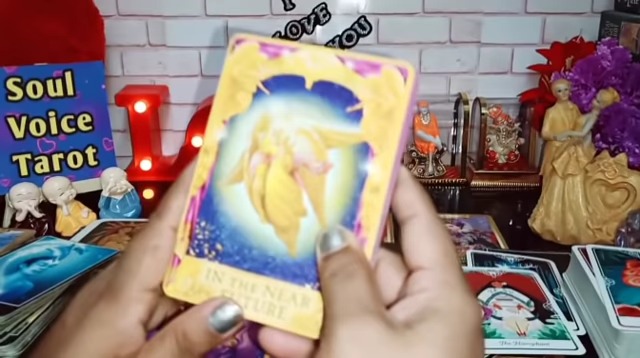 I
LOVE
YOU
Soul
Voice
Tarot
IN THE NEAR
FUTURE
The Hierophant